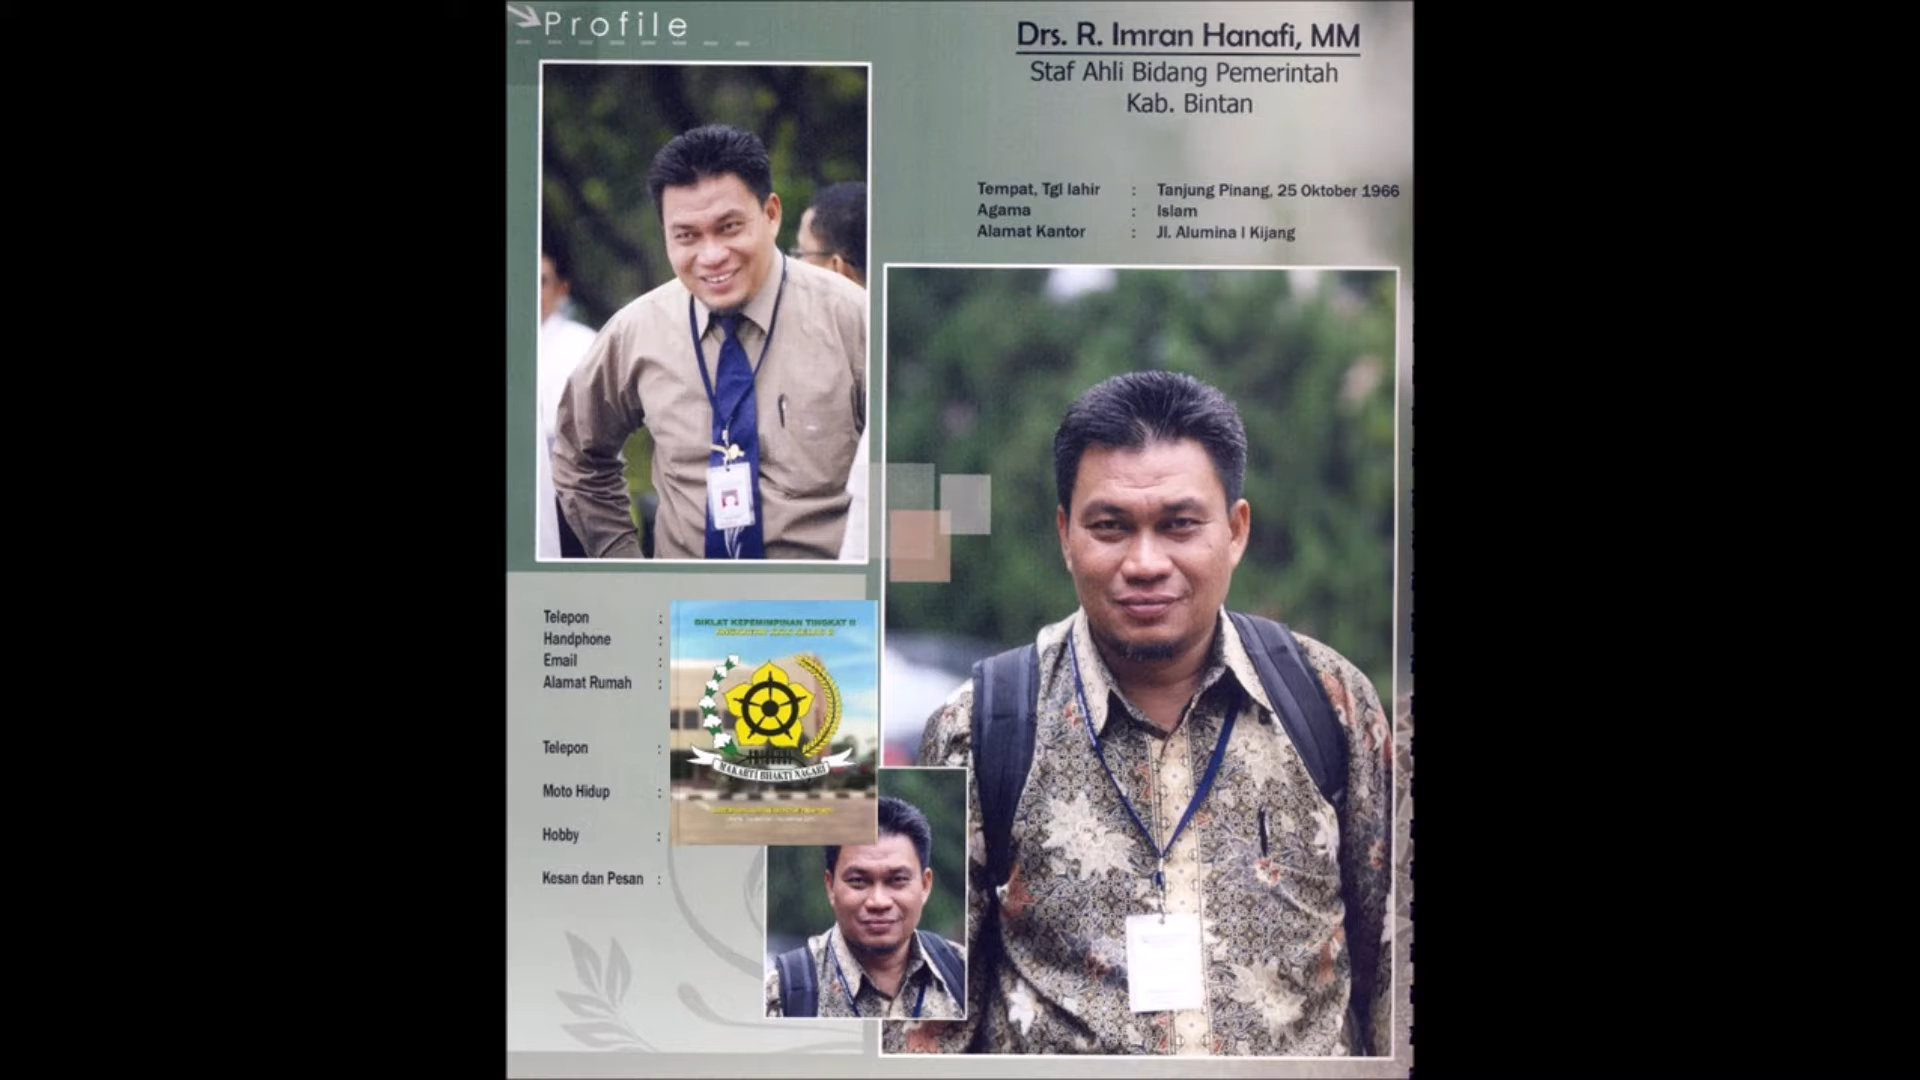 Profile
Drs. R. Imran Hanafi, MM
Staf Ahli Bidang Pemerintah
Kab. Bintan
Tempat, Tgl lahir : Tanjung Pinang, 25 Oktober 1966
Agama : Islam
Alamat Kantor : Jl. Alumina I Kijang
Telepon :
Handphone :
Email :
Alamat Rumah :
Telepon :
Moto Hidup :
Hobby :
Kesan dan Pesan :
DIKLAT KEPEMIMPINAN TINGKAT II
ANGKATAN KELAS
MAKARTI BHAKTI NAGARI